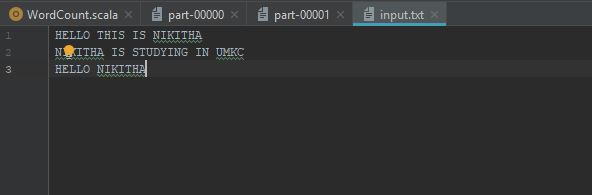 WordCount.scala part-00000 part-00001 input.txt
1 HELLO THIS IS NIKITHA
2 NIKITHA IS STUDYING IN UMKC
3 HELLO NIKITHA